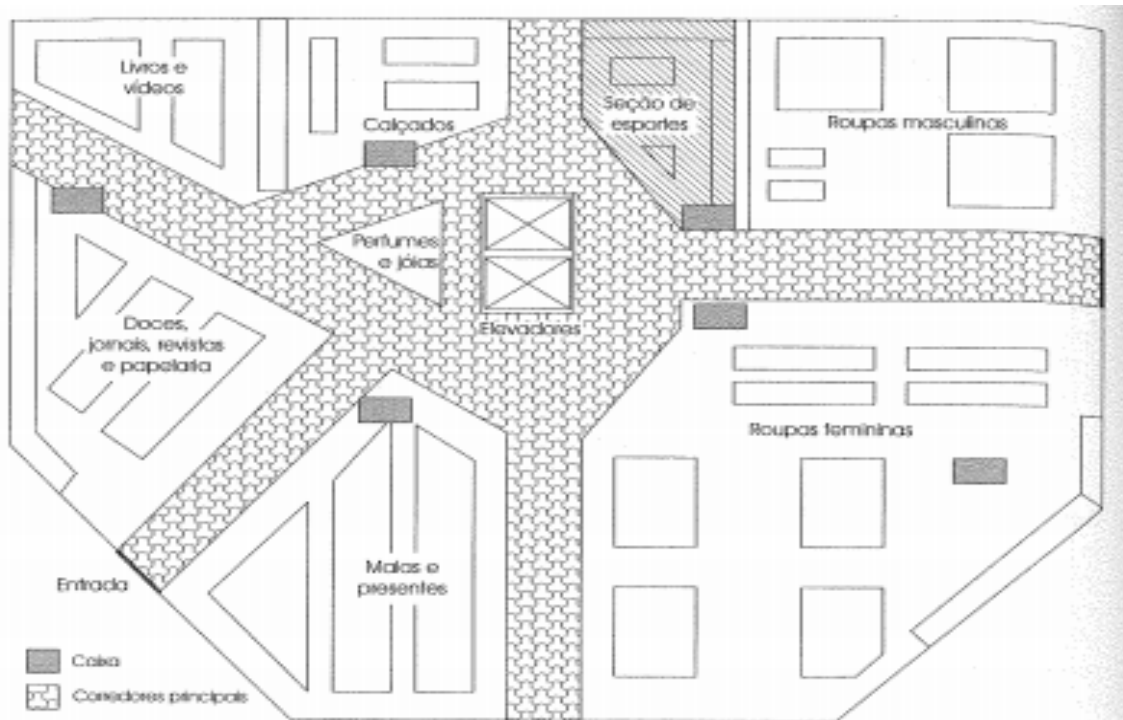 Livros e
vídeos
Calçados
Seção de
esportes
Roupas masculinas
Perfumes
e jóias
Elevadores
Doces,
jornais, revistas
e papelaria
Roupas femininas
Malas e
presentes
Entrada
Caixa
Corredores principais